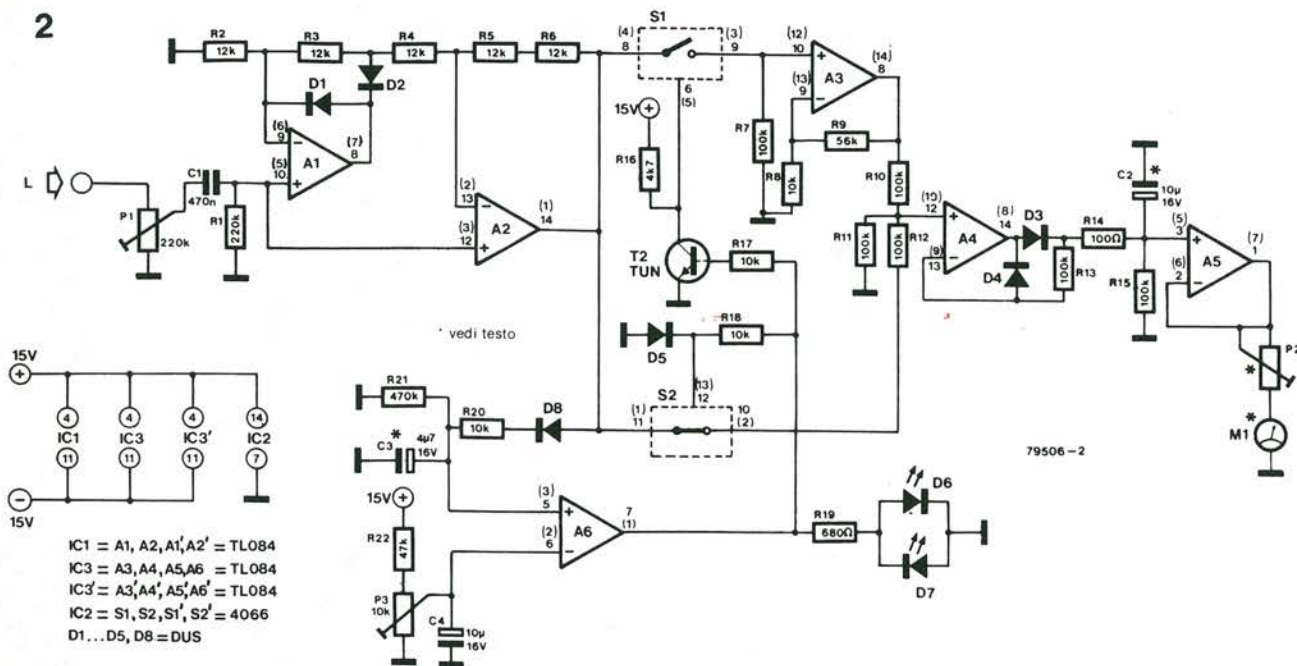 2
R2
12k
R3
12k
R4
12k
R5
12k
R6
12k
D1
D2
(6)
9
(5)
10
A1
(7)
8
L
P1
220k
C1
470n
R1
220k
(2)
13
(3)
12
A2
(1)
14
S1
(4)
8
(3)
9
6
(5)
15V
+
R16
4k7
T2
TUN
R17
10k
R7
100k
R8
10k
(12)
10
(13)
9
A3
(14)
8
R9
56k
R10
100k
R11
100k
R12
100k
(10)
12
(9)
13
A4
(8)
14
D3
D4
R14
100Ω
R13
100k
C2
*
10µ
16V
R15
100k
(5)
3
(6)
2
A5
(7)
1
P2
*
M1
*
* vedi testo
D5
R18
10k
S2
(13)
12
(1)
11
10
(2)
R21
470k
R20
10k
D8
C3
*
4µ7
16V
15V
+
R22
47k
P3
10k
C4
10µ
16V
(3)
5
(2)
6
A6
7
(1)
R19
680Ω
D6
D7
79506-2
15V
+
4
4
4
14
IC1
IC3
IC3'
IC2
11
11
11
7
−
15V
IC1 = A1, A2, A1', A2' = TL084
IC3 = A3, A4, A5, A6 = TL084
IC3' = A3', A4', A5', A6' = TL084
IC2 = S1, S2, S1', S2' = 4066
D1...D5, D8 = DUS